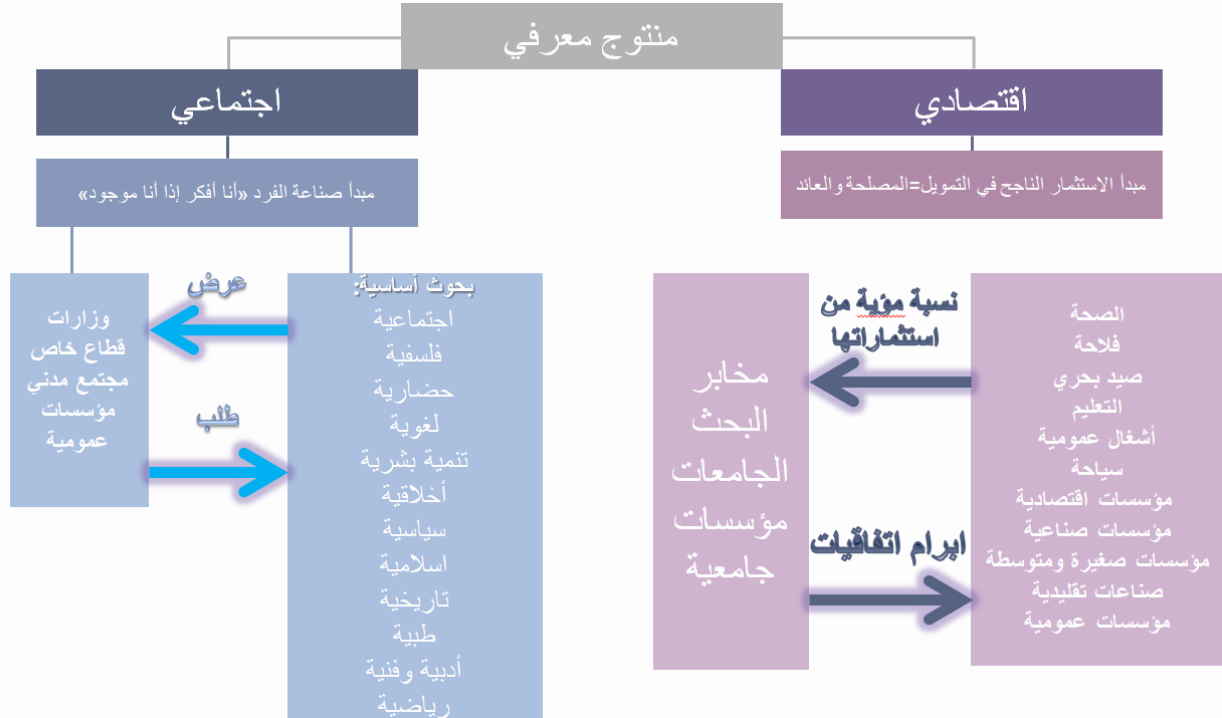 منتوج معرفي
اقتصادي
مبدأ الاستثمار الناجح في التمويل=المصلحة والعائد
الصحة
فلاحة
صيد بحري
التعليم
أشغال عمومية
سياحة
مؤسسات اقتصادية
مؤسسات صناعية
مؤسسات صغيرة ومتوسطة
صناعات تقليدية
مؤسسات عمومية
نسبة مؤية من
استثماراتها
ابرام اتفاقيات
مخابر
البحث
الجامعات
مؤسسات
جامعية
اجتماعي
مبدأ صناعة الفرد «أنا أفكر إذا أنا موجود»
بحوث أساسية:
اجتماعية
فلسفية
حضارية
لغوية
تنمية بشرية
أخلاقية
سياسية
اسلامية
تاريخية
طبية
أدبية وفنية
رياضية
عرض
طلب
وزارات
قطاع خاص
مجتمع مدني
مؤسسات
عمومية